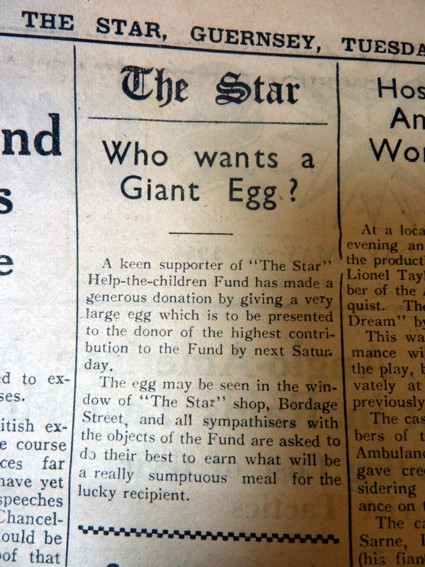 THE STAR, GUERNSEY, TUESDA
nd
s
e
ed to ex-
ses.
itish ex-
e course
ces far
have yet
speeches
Chancel-
ould be
of that
The Star
Who wants a
Giant Egg ?
A keen supporter of "The Star"
Help-the-children Fund has made a
generous donation by giving a very
large egg which is to be presented
to the donor of the highest contri-
bution to the Fund by next Satur-
day.
The egg may be seen in the win-
dow of "The Star" shop, Bordage
Street, and all sympathisers with
the objects of the Fund are asked to
do their best to earn what will be
a really sumptuous meal for the
lucky recipient.
Hos
An
Wor
At a loca
evening an
the product
Lionel Tayl
ber of the
quist. The
Dream" by
This wa
mance wi
the play, b
vately at
previously
The cas
bers of t
Ambulanc
gave cre
sidering
ance on t
The ca
Sarne, 
(his fian